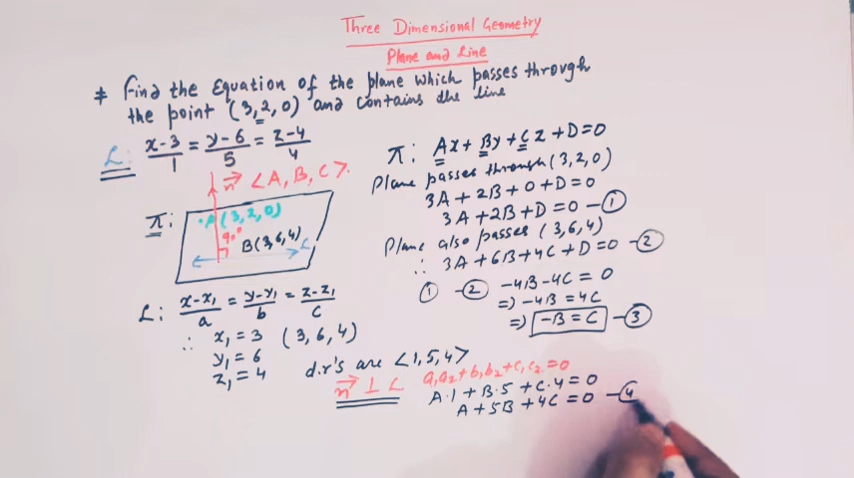 Three Dimensional Geometry
Plane and Line
* Find the Equation of the plane which passes through
the point (3,2,0) and contains the line
L: x-3/1 = y-6/5 = z-4/4
n→ <A, B, C>.
π:
P(3,2,0)
90°
B(3,6,4)
L
L: x-x₁/a = y-y₁/b = z-z₁/c
∴ x₁ = 3 (3,6,4)
y₁ = 6
z₁ = 4
d.r's are <1,5,4>
π: Ax + By + Cz + D = 0
Plane passes through (3,2,0)
3A + 2B + 0 + D = 0
3A + 2B + D = 0 — ①
Plane also passes (3,6,4)
∴ 3A + 6B + 4C + D = 0 — ②
① - ② -4B - 4C = 0
=) -4B = 4C
=) -B = C — ③
n→ ⊥ L a₁a₂ + b₁b₂ + c₁c₂ = 0
A·1 + B·5 + C·4 = 0
A + 5B + 4C = 0 — ④